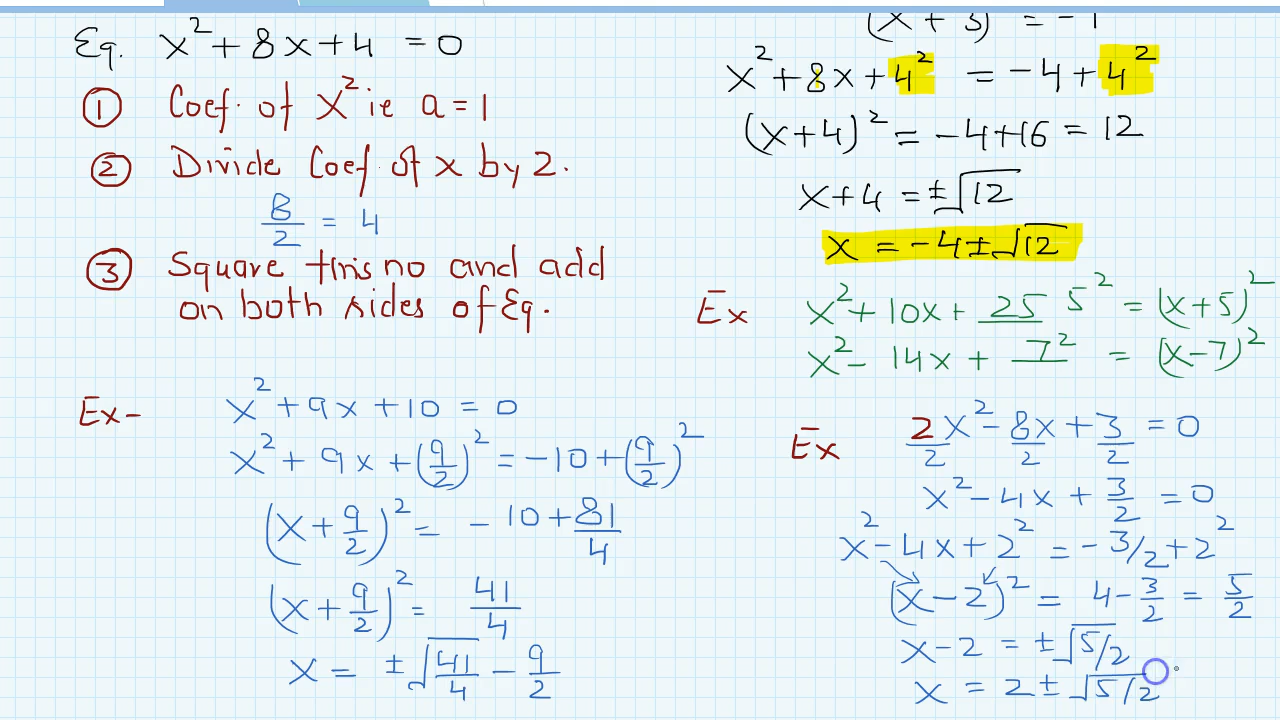 Eq. x² + 8x + 4 = 0
① Coef. of x² ie a = 1
② Divide Coef. of x by 2.
8/2 = 4
③ Square this no and add
on both sides of Eq.
Ex- x² + 9x + 10 = 0
x² + 9x + (9/2)² = -10 + (9/2)²
(x + 9/2)² = -10 + 81/4
(x + 9/2)² = 41/4
x = ±√(41/4) - 9/2
(x + 3) = -1
x² + 8x + 4² = -4 + 4²
(x+4)² = -4+16 = 12
x+4 = ±√12
x = -4 ± √12
Ex x² + 10x + 25 5² = (x+5)²
x² - 14x + 7² = (x-7)²
Ex 2x²/2 - 8x/2 + 3/2 = 0
x² - 4x + 3/2 = 0
x² - 4x + 2² = -3/2 + 2²
(x - 2)² = 4 - 3/2 = 5/2
x - 2 = ±√5/2
x = 2 ± √5/2